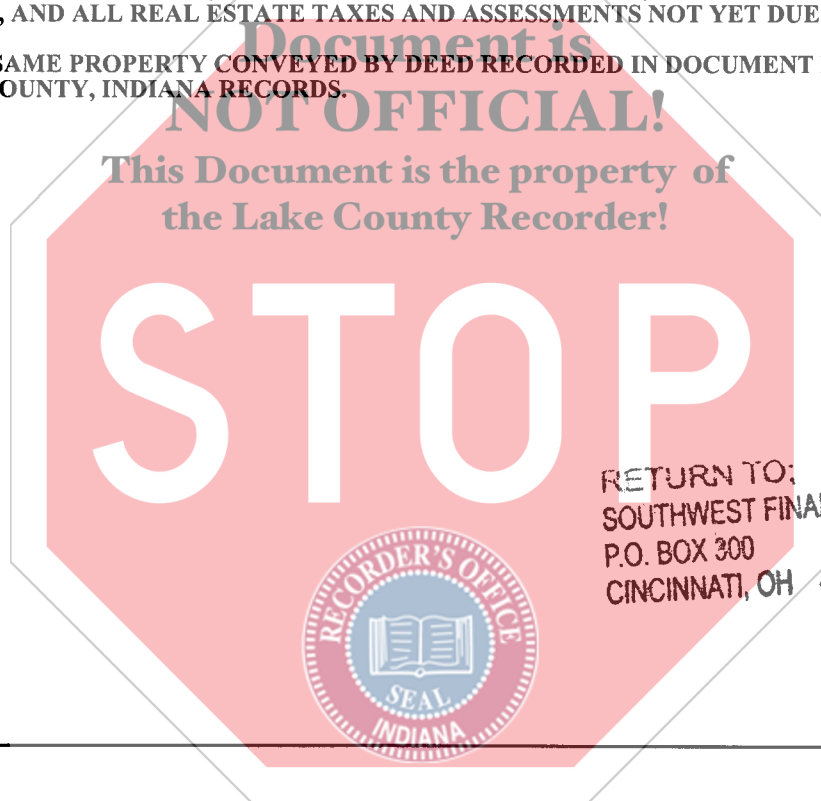 , AND ALL REAL ESTATE TAXES AND ASSESSMENTS NOT YET DUE
Document is
SAME PROPERTY CONVEYED BY DEED RECORDED IN DOCUMENT
OUNTY, INDIANA RECORDS.
NOT OFFICIAL!
This Document is the property of
the Lake County Recorder!
STOP
RETURN TO:
SOUTHWEST FINA
P.O. BOX 300
CINCINNATI, OH
RECORDER'S OFFICE
SEAL
INDIANA